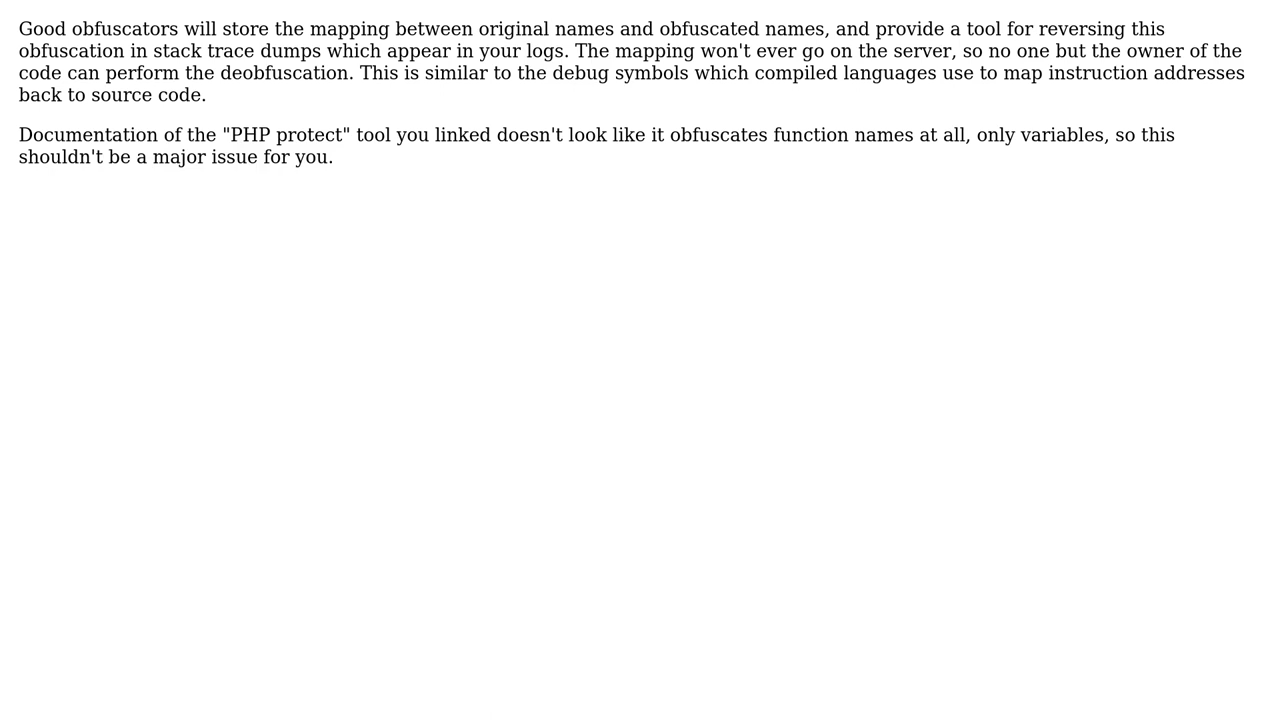 Good obfuscators will store the mapping between original names and obfuscated names, and provide a tool for reversing this
obfuscation in stack trace dumps which appear in your logs. The mapping won't ever go on the server, so no one but the owner of the
code can perform the deobfuscation. This is similar to the debug symbols which compiled languages use to map instruction addresses
back to source code.
Documentation of the "PHP protect" tool you linked doesn't look like it obfuscates function names at all, only variables, so this
shouldn't be a major issue for you.